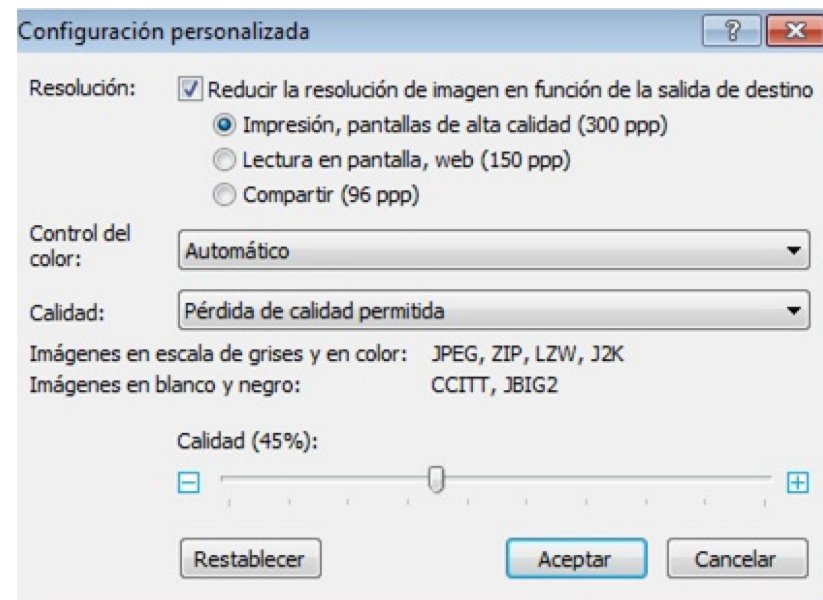 Configuración personalizada
Resolución:
Reducir la resolución de imagen en función de la salida de destino
Impresión, pantallas de alta calidad (300 ppp)
Lectura en pantalla, web (150 ppp)
Compartir (96 ppp)
Control del
color:
Automático
Calidad:
Pérdida de calidad permitida
Imágenes en escala de grises y en color: JPEG, ZIP, LZW, J2K
Imágenes en blanco y negro: CCITT, JBIG2
Calidad (45%):
Restablecer
Aceptar
Cancelar